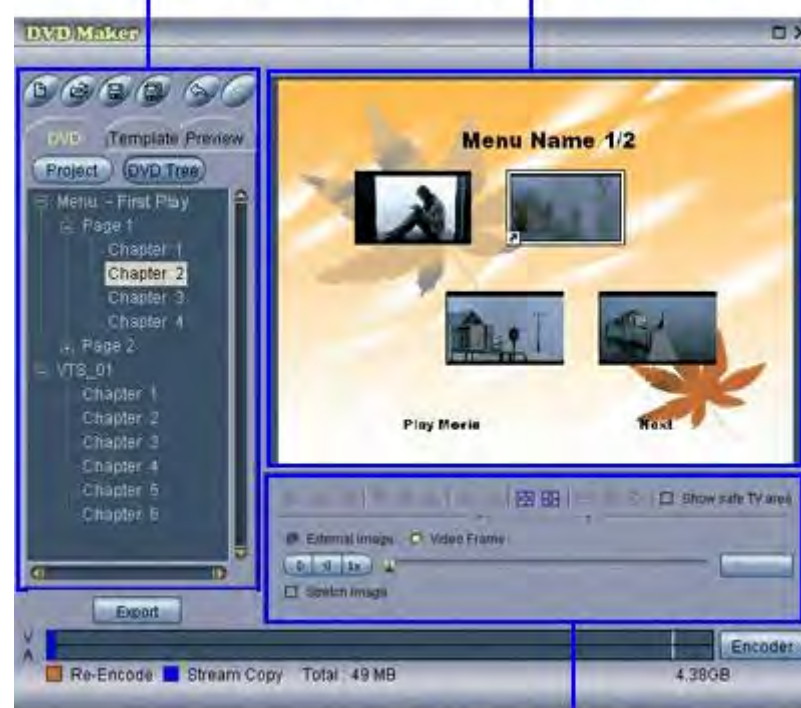 DVD Maker
DVD Template Preview
Project DVD Tree
Menu - First Play
Page 1
Chapter 1
Chapter 2
Chapter 3
Chapter 4
Page 2
VTS_01
Chapter 1
Chapter 2
Chapter 3
Chapter 4
Chapter 5
Chapter 6
Export
Menu Name 1/2
Play Movie Next
Show safe TV area
External Image Video Frame
1x
Stretch Image
V
A
Encoder
Re-Encode Stream Copy Total : 49 MB 4.38GB